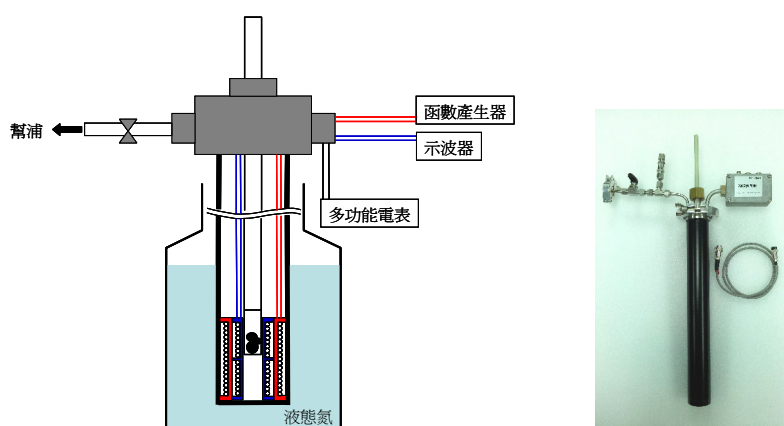 函數產生器
幫浦
示波器
多功能電表
液態氮